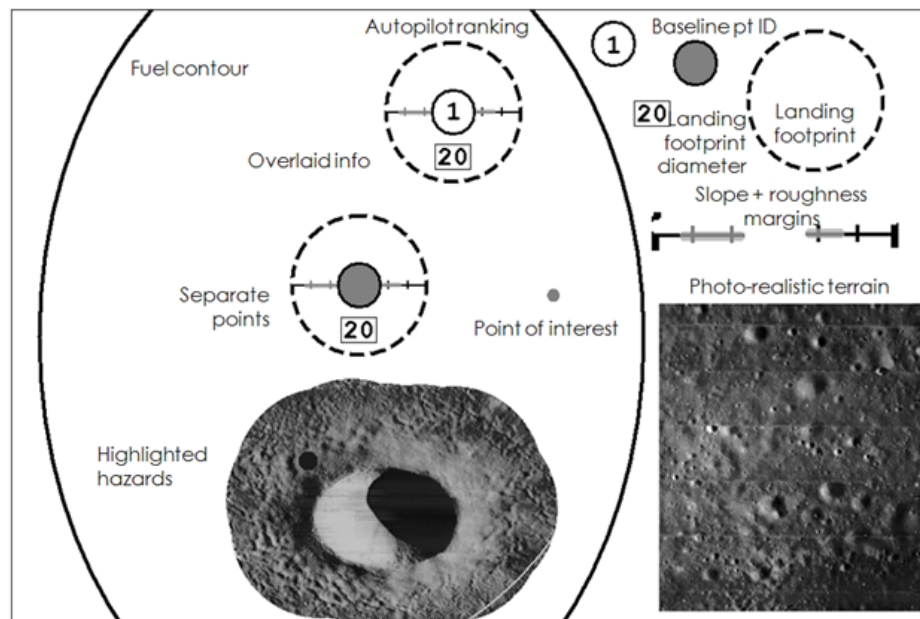 Autopilot ranking
Fuel contour
1
20
Overlaid info
Separate
points
20
Point of interest
Highlighted
hazards
1
Baseline pt ID
20
Landing
footprint
diameter
Landing
footprint
Slope + roughness
margins
Photo-realistic terrain